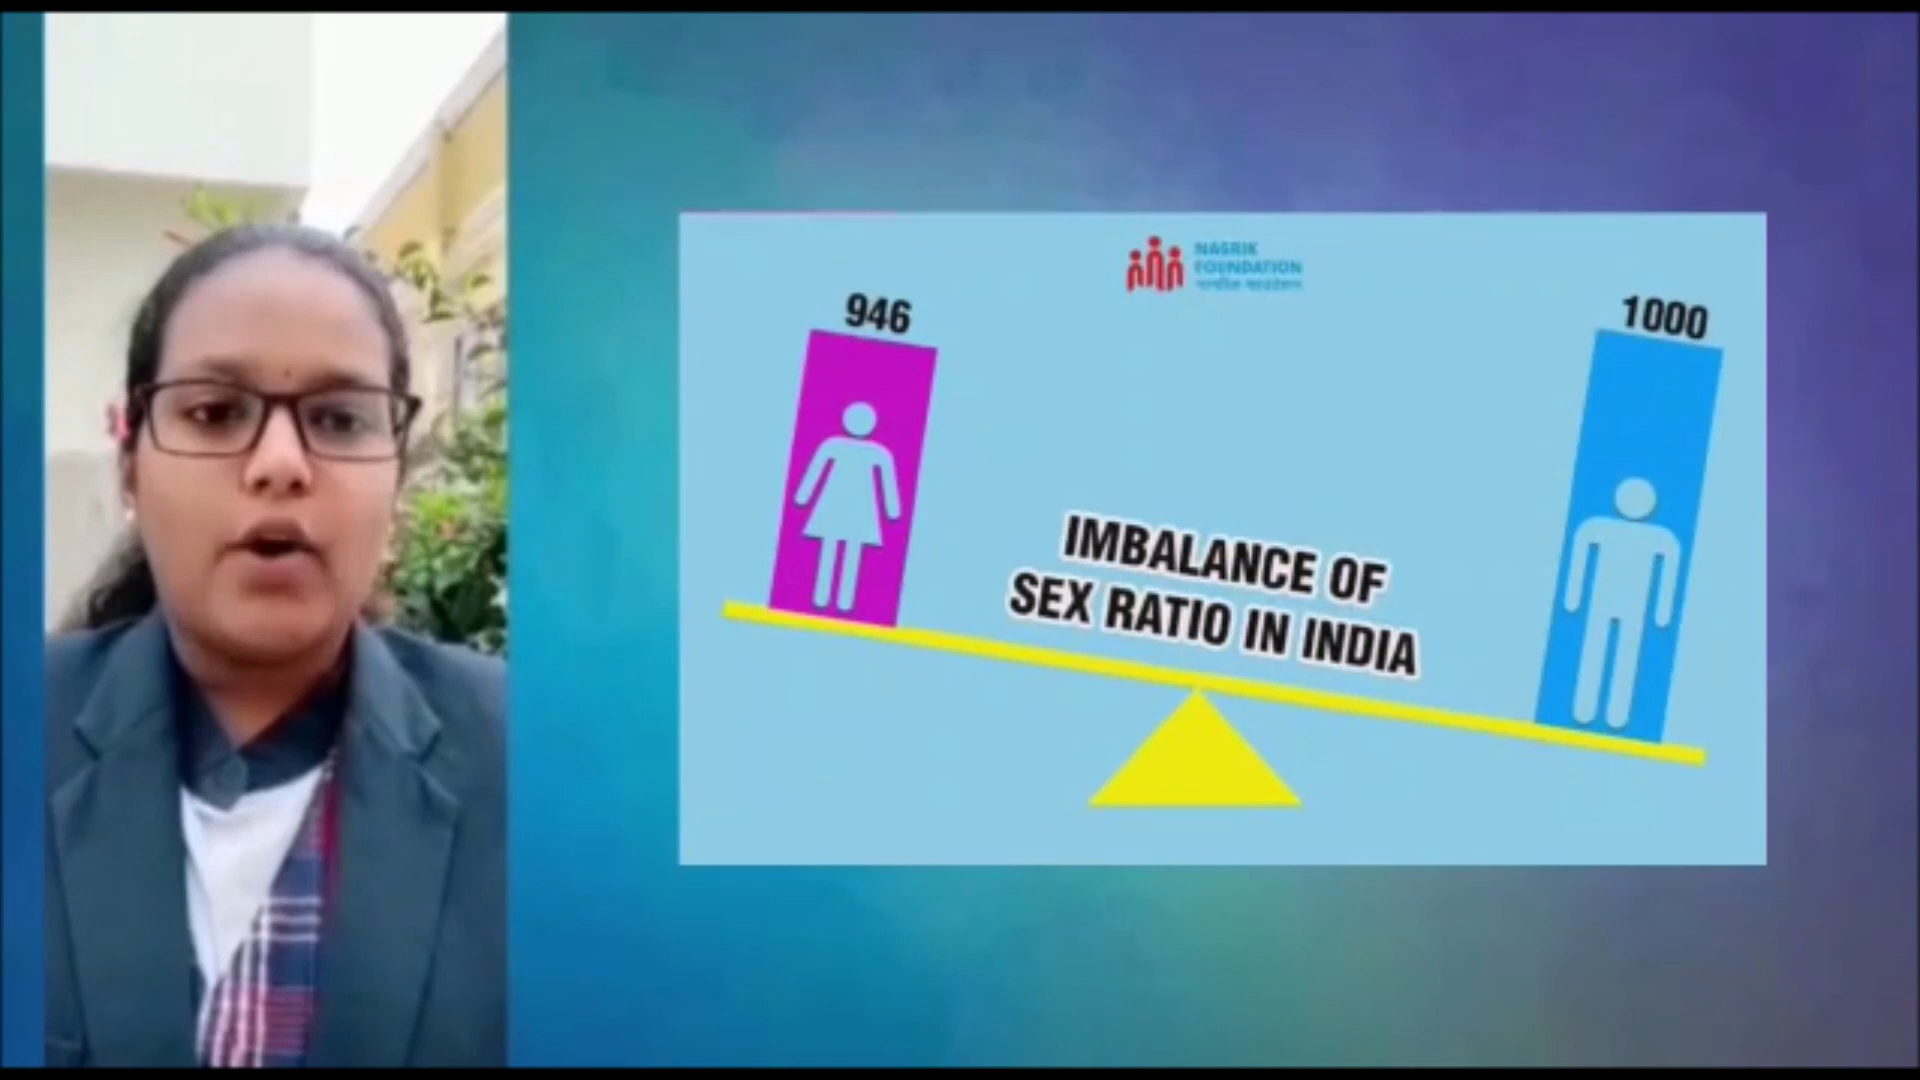 NAGRIK
FOUNDATION
946
1000
IMBALANCE OF
SEX RATIO IN INDIA